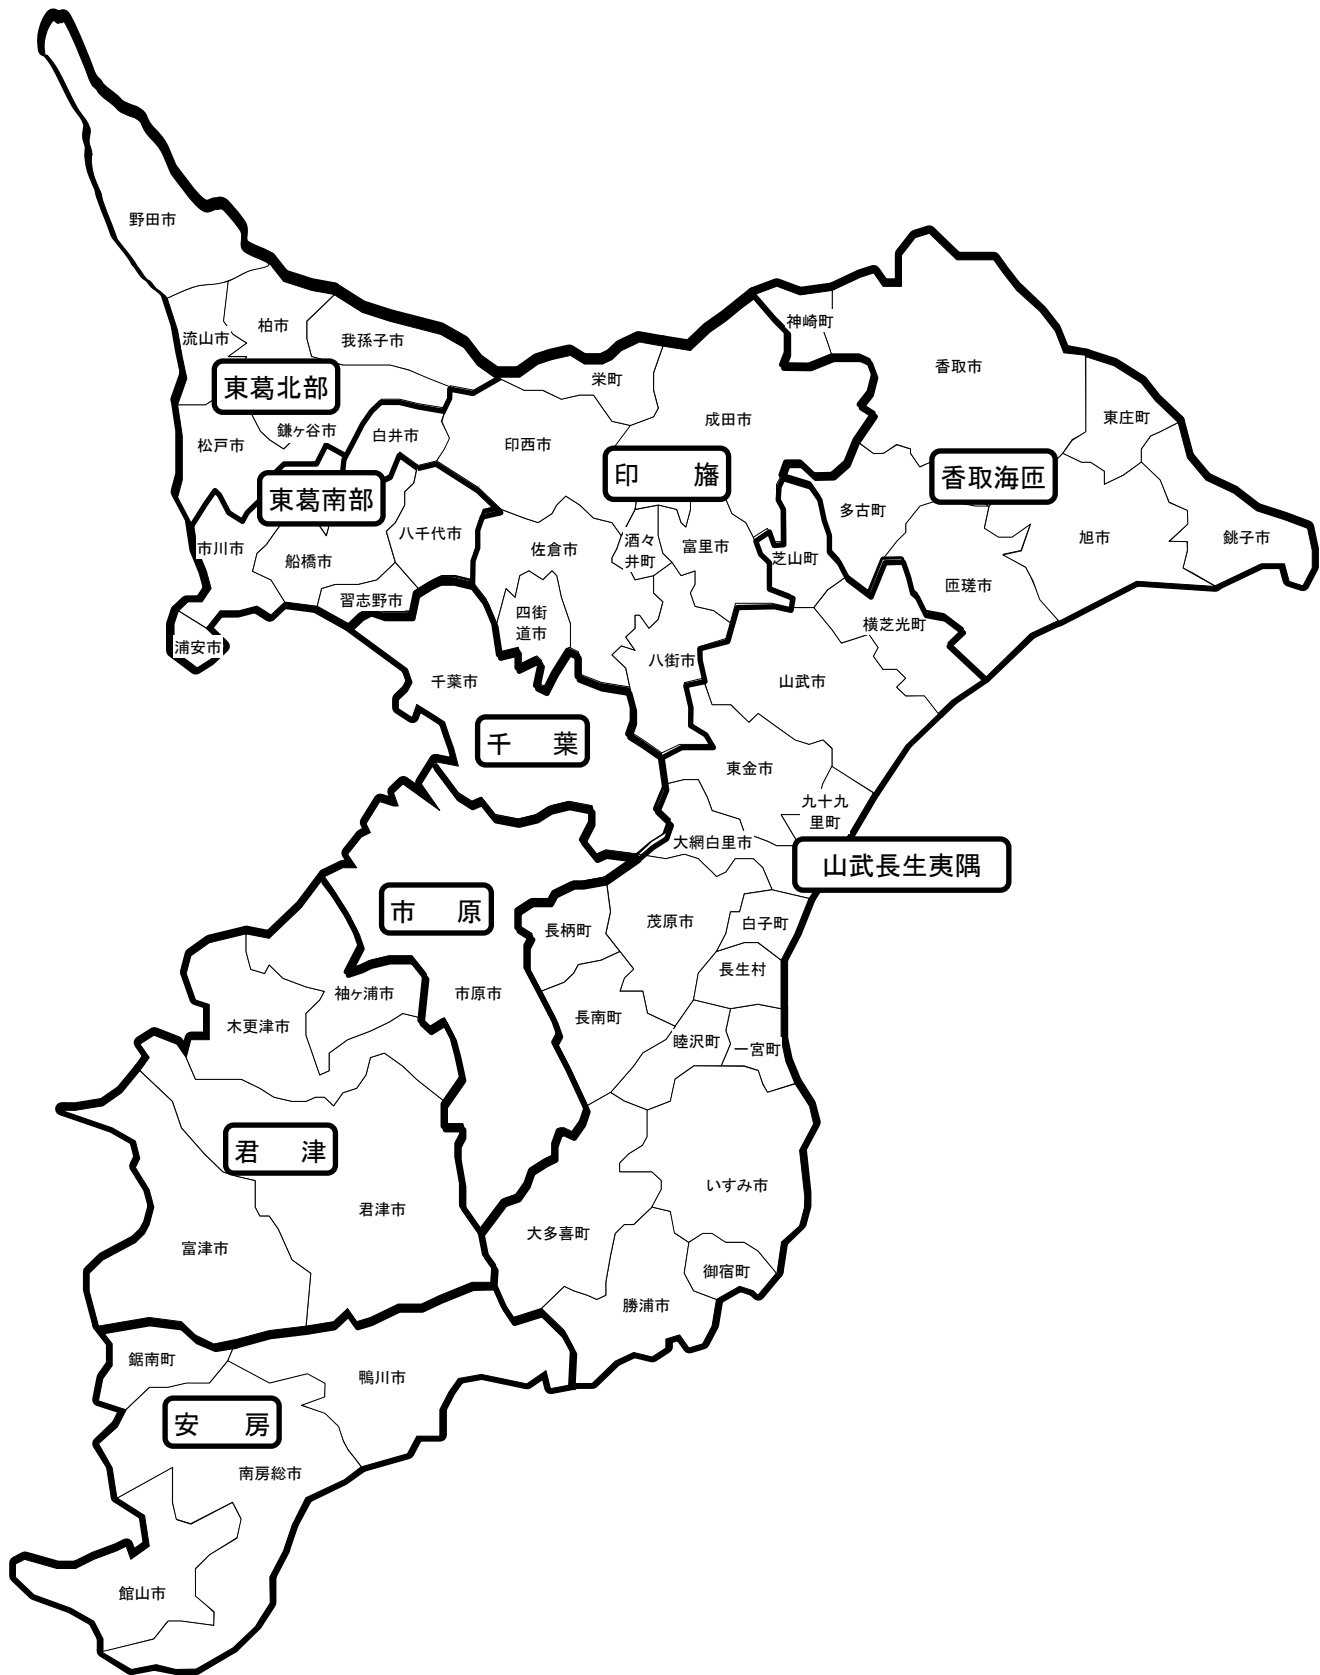 野田市
流山市
柏市
我孫子市
東葛北部
松戸市
鎌ヶ谷市
白井市
東葛南部
市川市
船橋市
八千代市
習志野市
浦安市
栄町
印西市
成田市
神崎町
香取市
東庄町
印 旛
香取海匝
佐倉市
酒々
井町
富里市
芝山町
多古町
旭市
銚子市
匝瑳市
横芝光町
四街
道市
八街市
山武市
千葉市
千 葉
東金市
九十九
里町
大網白里市
山武長生夷隅
市 原
長柄町
茂原市
白子町
長生村
袖ヶ浦市
市原市
木更津市
長南町
睦沢町
一宮町
君 津
いすみ市
君津市
富津市
大多喜町
御宿町
勝浦市
鋸南町
鴨川市
安 房
南房総市
館山市